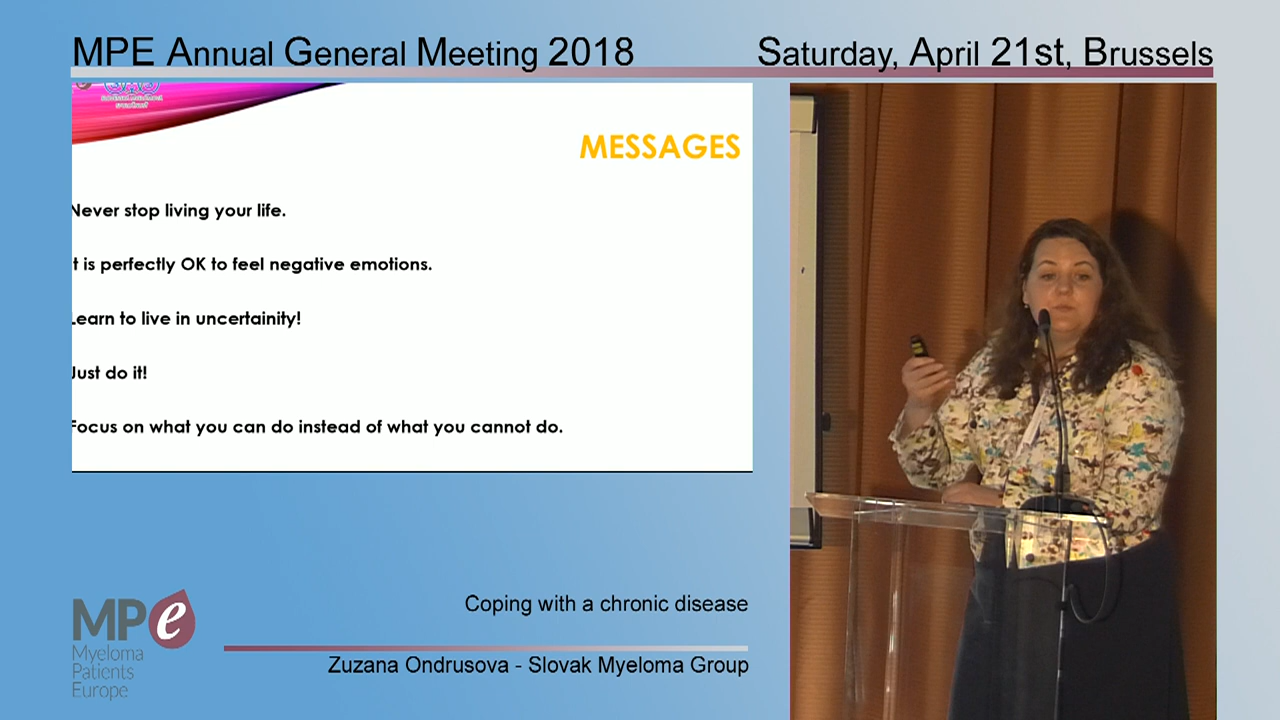 MPE Annual General Meeting 2018
Saturday, April 21st, Brussels
MESSAGES
Never stop living your life.
t is perfectly OK to feel negative emotions.
Learn to live in uncertainity!
Just do it!
Focus on what you can do instead of what you cannot do.
Coping with a chronic disease
Zuzana Ondrusova - Slovak Myeloma Group
MPe
Myeloma
Patients
Europe